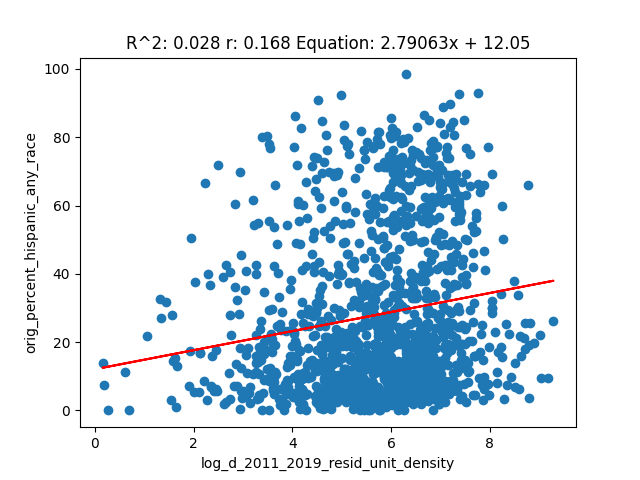 R^2: 0.028 r: 0.168 Equation: 2.79063x + 12.05
100
80
60
40
20
0
orig_percent_hispanic_any_race
0 2 4 6 8
log_d_2011_2019_resid_unit_density